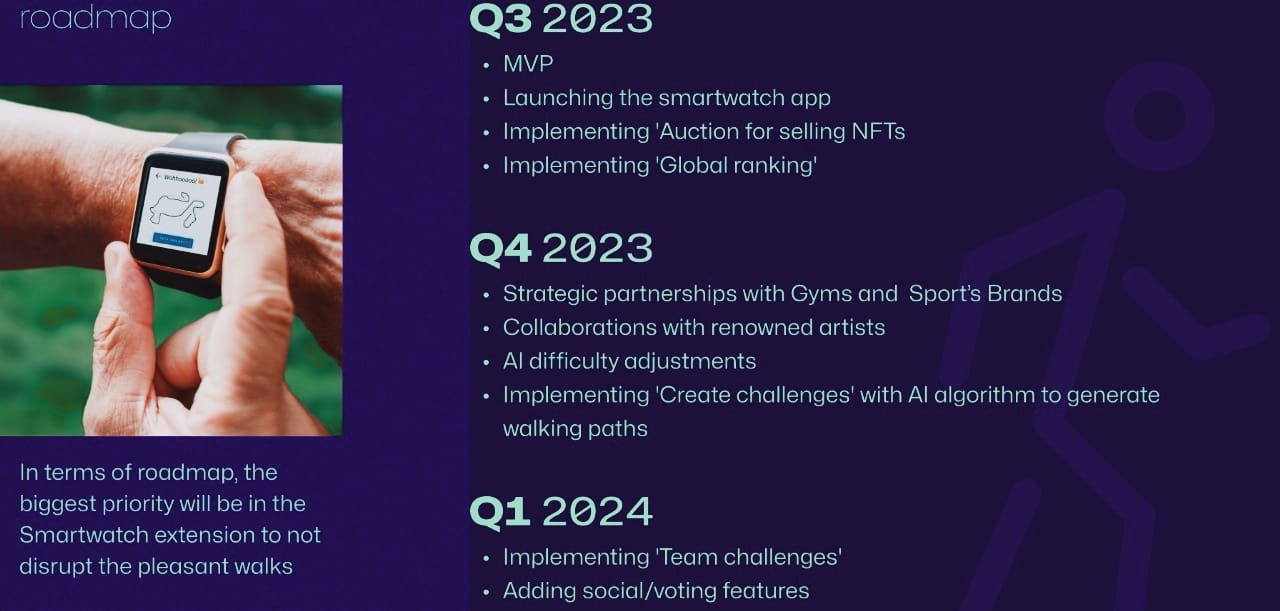 roadmap
← Wohhooooo!
In terms of roadmap, the
biggest priority will be in the
Smartwatch extension to not
disrupt the pleasant walks
Q3 2023
• MVP
• Launching the smartwatch app
• Implementing 'Auction for selling NFTs
• Implementing 'Global ranking'
Q4 2023
• Strategic partnerships with Gyms and  Sport’s Brands
• Collaborations with renowned artists
• AI difficulty adjustments
• Implementing 'Create challenges' with AI algorithm to generate
walking paths
Q1 2024
• Implementing 'Team challenges'
• Adding social/voting features